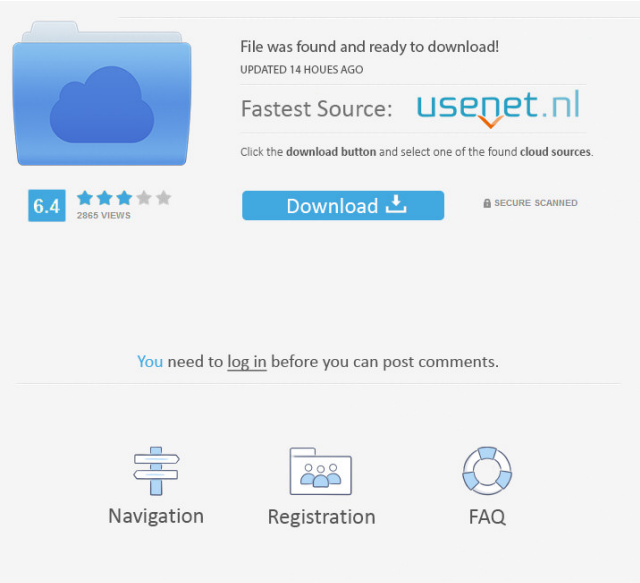 File was found and ready to download!
UPDATED 14 HOUES AGO
Fastest Source: usenet.nl
Click the download button and select one of the found cloud sources.
6.4
2865 VIEWS
Download
SECURE SCANNED
You need to log in before you can post comments.
Navigation
Registration
FAQ